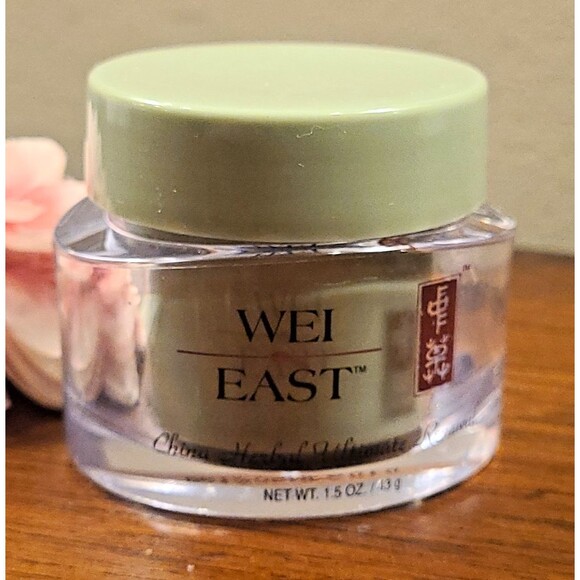 WEI
EAST™
China Herbal Ultimate
NET WT. 1.5 OZ. / 43 g